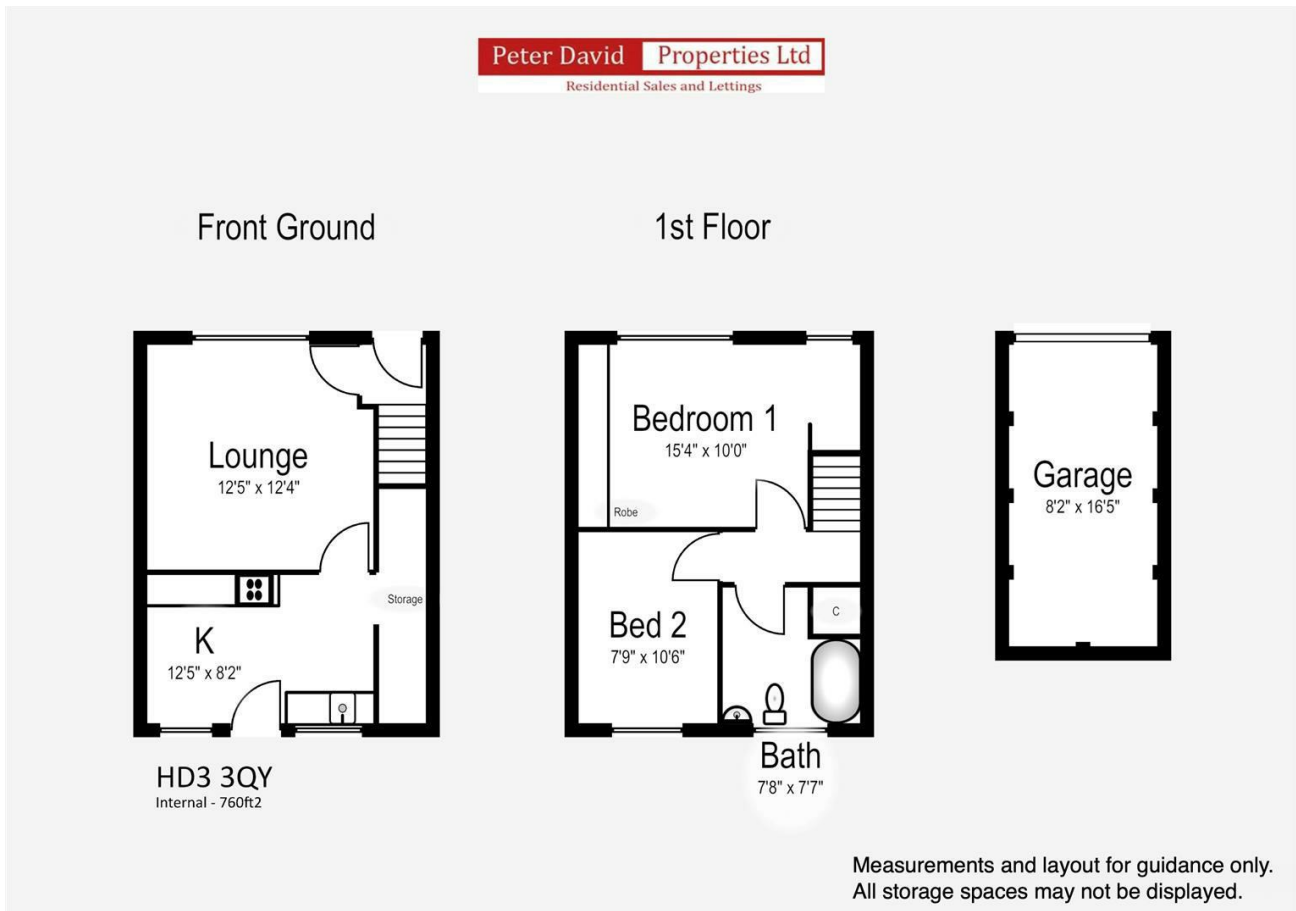 Peter David Properties Ltd
Residential Sales and Lettings
Front Ground
1st Floor
Lounge
12'5" x 12'4"
Storage
K
12'5" x 8'2"
HD3 3QY
Internal - 760ft2
Bedroom 1
15'4" x 10'0"
Robe
Bed 2
7'9" x 10'6"
C
Bath
7'8" x 7'7"
Garage
8'2" x 16'5"
Measurements and layout for guidance only.
All storage spaces may not be displayed.